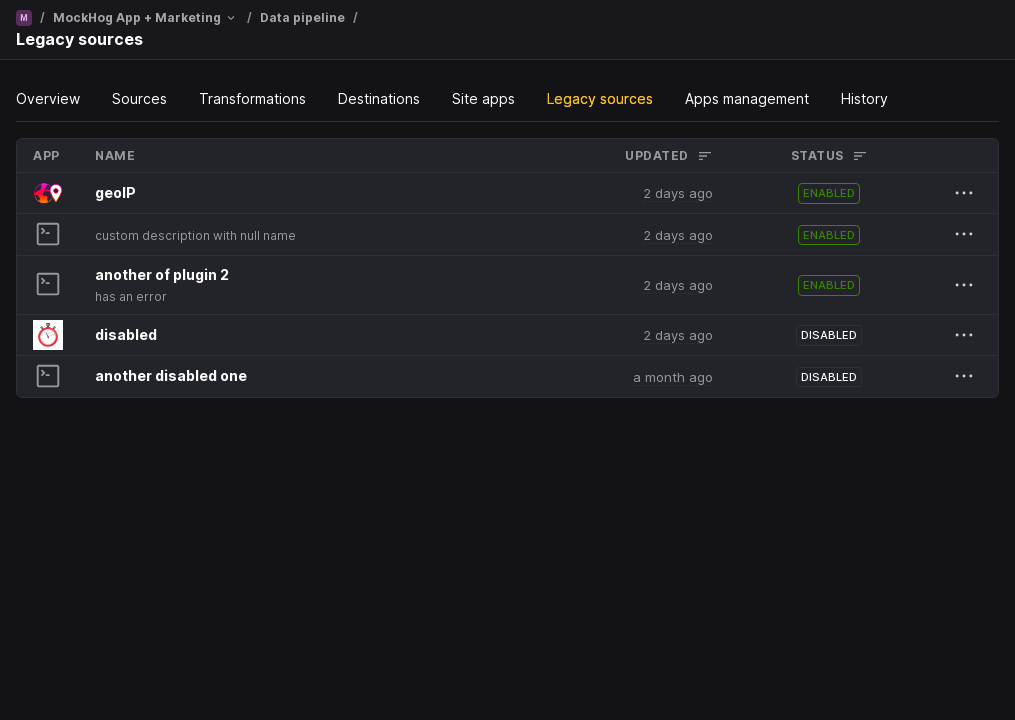 M / MockHog App + Marketing / Data pipeline /
Legacy sources
Overview Sources Transformations Destinations Site apps Legacy sources Apps management History
APP NAME UPDATED STATUS
geoIP 2 days ago ENABLED
custom description with null name 2 days ago ENABLED
another of plugin 2
has an error
2 days ago ENABLED
disabled 2 days ago DISABLED
another disabled one a month ago DISABLED